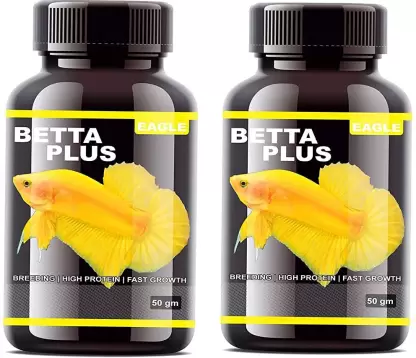 EAGLE
BETTA
PLUS
BREEDING | HIGH PROTEIN | FAST GROWTH
50 gm
EAGLE
BETTA
PLUS
BREEDING | HIGH PROTEIN | FAST GROWTH
50 gm